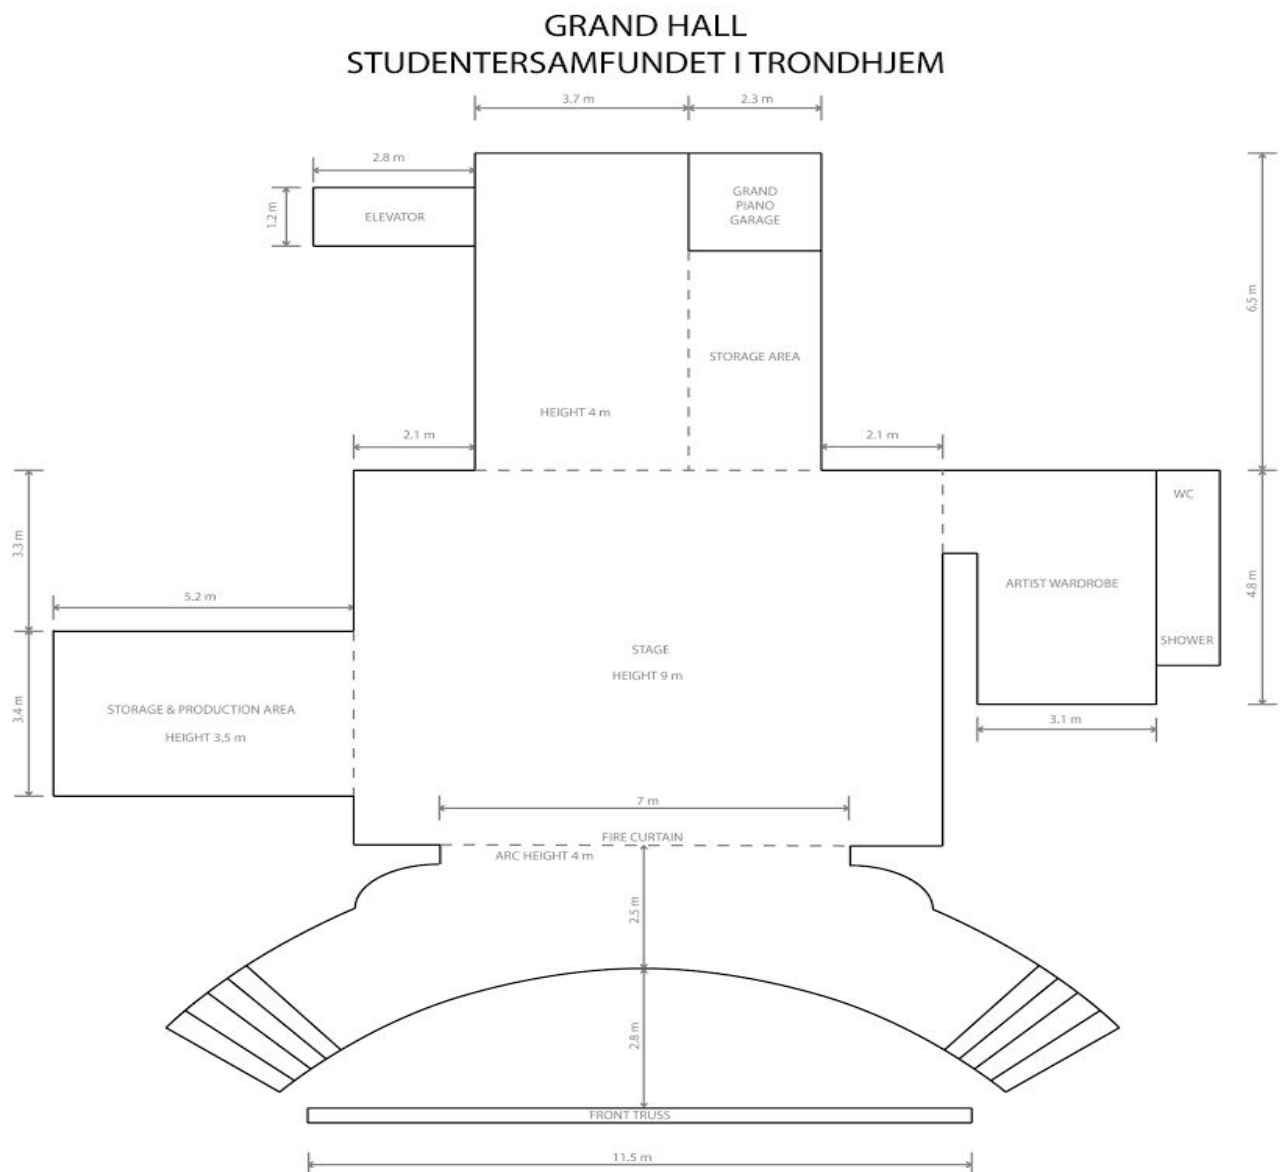 GRAND HALL
STUDENTERSAMFUNDET I TRONDHJEM
3.7 m
2.3 m
2.8 m
1.2 m
ELEVATOR
GRAND
PIANO
GARAGE
6.5 m
STORAGE AREA
HEIGHT 4 m
2.1 m
2.1 m
3.3 m
WC
5.2 m
ARTIST WARDROBE
4.8 m
SHOWER
STAGE
HEIGHT 9 m
3.4 m
STORAGE & PRODUCTION AREA
HEIGHT 3.5 m
3.1 m
7 m
FIRE CURTAIN
ARC HEIGHT 4 m
2.5 m
2.8 m
FRONT TRUSS
11.5 m